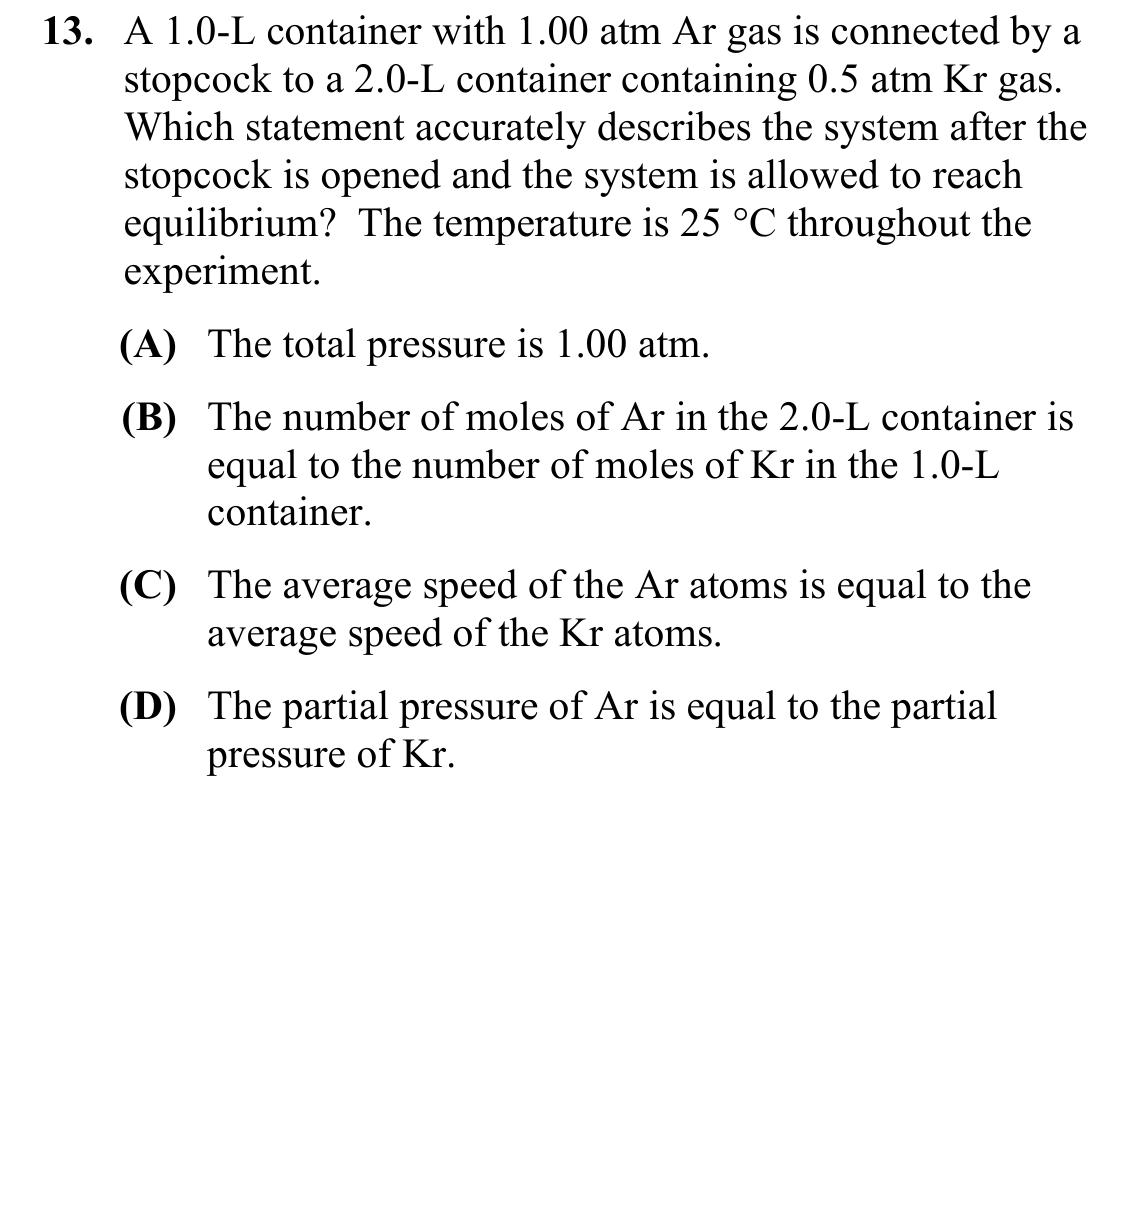 13. A 1.0-L container with 1.00 atm Ar gas is connected by a
stopcock to a 2.0-L container containing 0.5 atm Kr gas.
Which statement accurately describes the system after the
stopcock is opened and the system is allowed to reach
equilibrium? The temperature is 25 °C throughout the
experiment.
(A) The total pressure is 1.00 atm.
(B) The number of moles of Ar in the 2.0-L container is
equal to the number of moles of Kr in the 1.0-L
container.
(C) The average speed of the Ar atoms is equal to the
average speed of the Kr atoms.
(D) The partial pressure of Ar is equal to the partial
pressure of Kr.